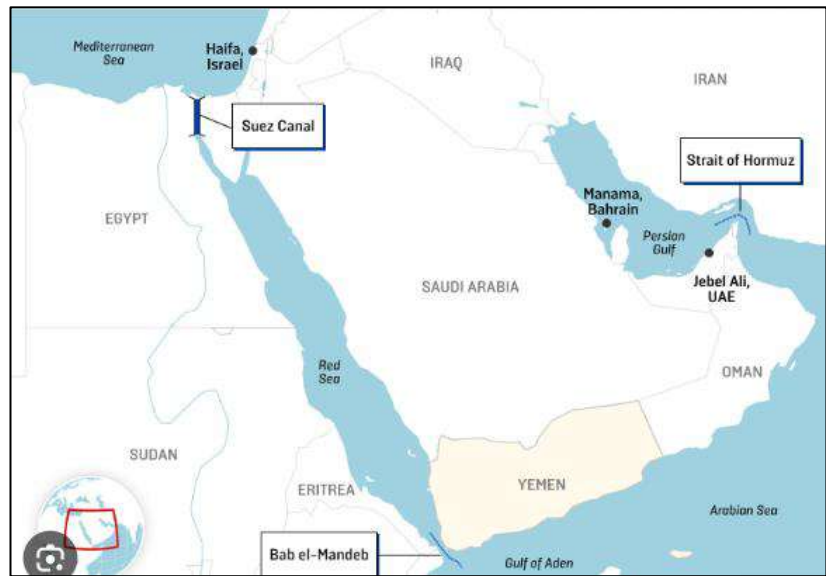 Mediterranean
Sea
Haifa,
Israel
IRAQ
IRAN
Suez Canal
Strait of Hormuz
EGYPT
Manama,
Bahrain
Persian
Gulf
Jebel Ali,
UAE
SAUDI ARABIA
Red
Sea
OMAN
SUDAN
ERITREA
YEMEN
Arabian Sea
Bab el-Mandeb
Gulf of Aden